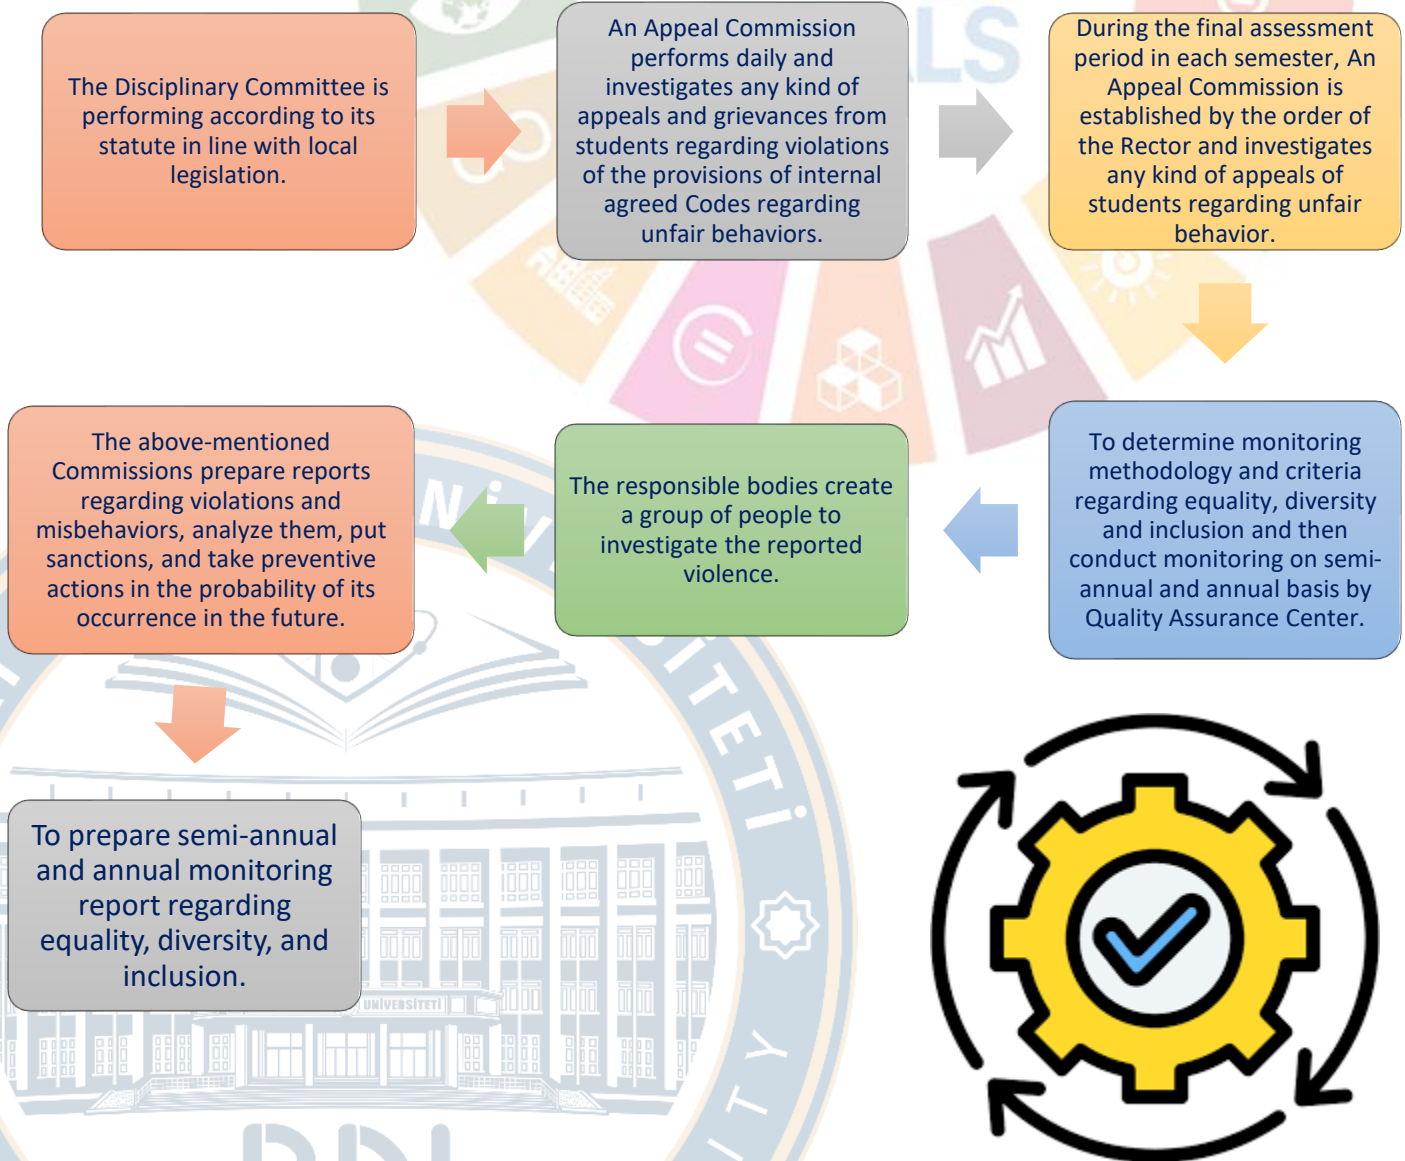 The Disciplinary Committee is
performing according to its
statute in line with local
legislation.
An Appeal Commission
performs daily and
investigates any kind of
appeals and grievances from
students regarding violations
of the provisions of internal
agreed Codes regarding
unfair behaviors.
During the final assessment
period in each semester, An
Appeal Commission is
established by the order of
the Rector and investigates
any kind of appeals of
students regarding unfair
behavior.
To determine monitoring
methodology and criteria
regarding equality, diversity
and inclusion and then
conduct monitoring on semi-
annual and annual basis by
Quality Assurance Center.
The responsible bodies create
a group of people to
investigate the reported
violence.
The above-mentioned
Commissions prepare reports
regarding violations and
misbehaviors, analyze them, put
sanctions, and take preventive
actions in the probability of its
occurrence in the future.
To prepare semi-annual
and annual monitoring
report regarding
equality, diversity, and
inclusion.
UNİVERSİTETİ